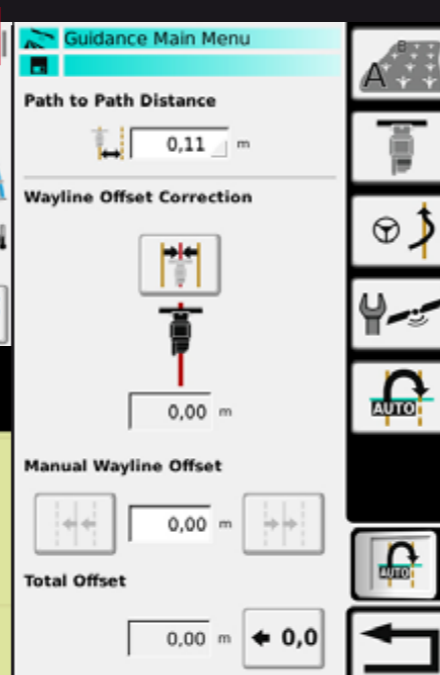 Guidance Main Menu
Path to Path Distance
0,11 m
Wayline Offset Correction
0,00 m
Manual Wayline Offset
0,00 m
Total Offset
0,00 m
0,0
A
B
AUTO
AUTO